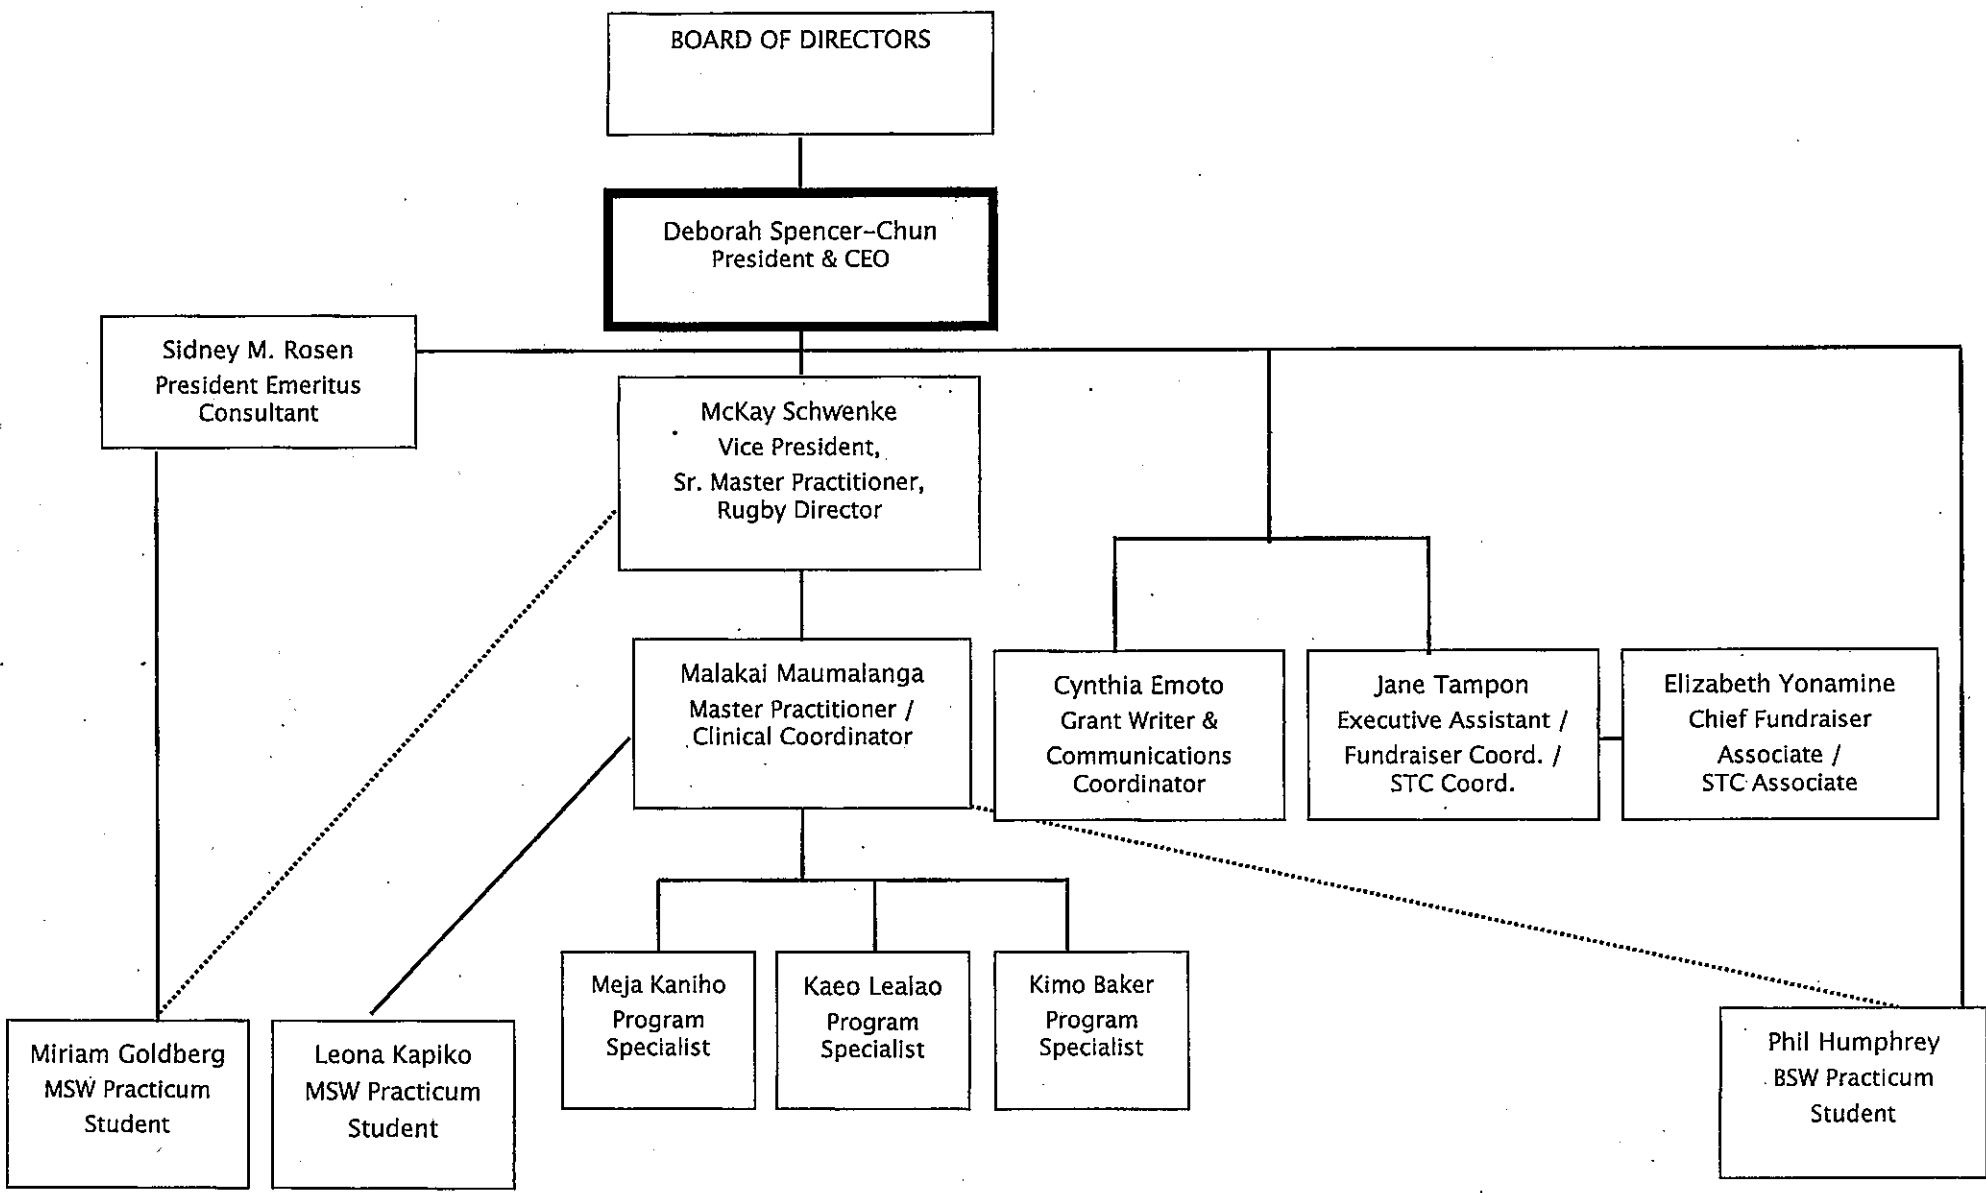 BOARD OF DIRECTORS
Deborah Spencer-Chun
President & CEO
Sidney M. Rosen
President Emeritus
Consultant
McKay Schwenke
Vice President,
Sr. Master Practitioner,
Rugby Director
Malakai Maumalanga
Master Practitioner /
Clinical Coordinator
Cynthia Emoto
Grant Writer &
Communications
Coordinator
Jane Tampon
Executive Assistant /
Fundraiser Coord. /
STC Coord.
Elizabeth Yonamine
Chief Fundraiser
Associate /
STC Associate
Meja Kaniho
Program
Specialist
Kaeo Lealao
Program
Specialist
Kimo Baker
Program
Specialist
Miriam Goldberg
MSW Practicum
Student
Leona Kapiko
MSW Practicum
Student
Phil Humphrey
BSW Practicum
Student